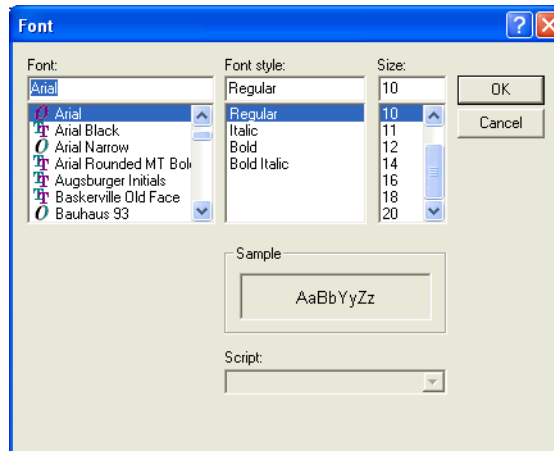 Font
Font:
Arial
Arial
Arial Black
Arial Narrow
Arial Rounded MT Bol
Augsburger Initials
Baskerville Old Face
Bauhaus 93
Font style:
Regular
Regular
Italic
Bold
Bold Italic
Size:
10
10
11
12
14
16
18
20
OK
Cancel
Sample
AaBbYyZz
Script: